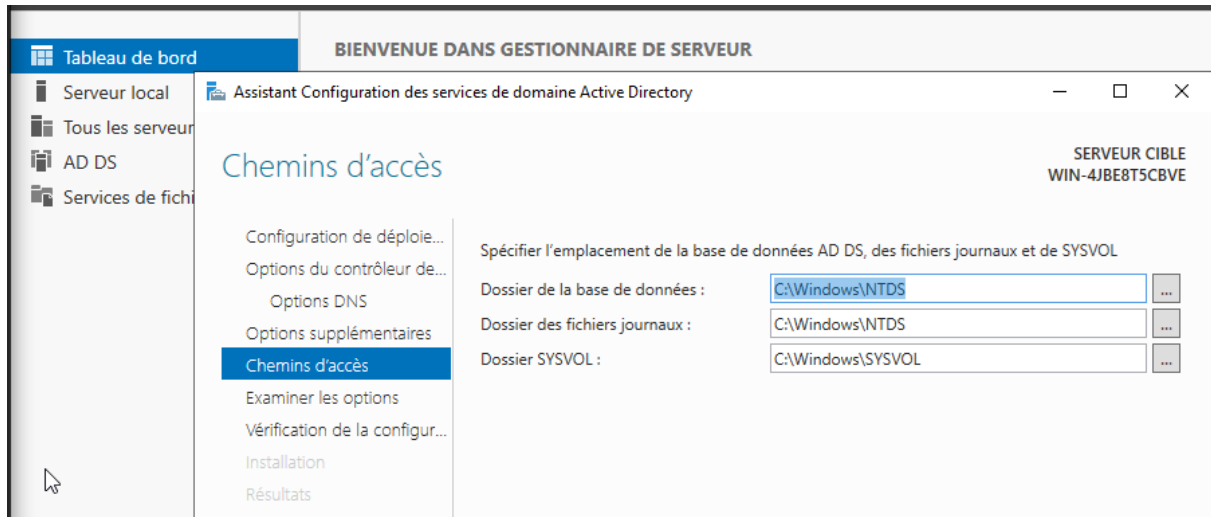 Tableau de bord
BIENVENUE DANS GESTIONNAIRE DE SERVEUR
Serveur local
Tous les serveur
AD DS
Services de fichi
Assistant Configuration des services de domaine Active Directory
Chemins d’accès
SERVEUR CIBLE
WIN-4JBE8T5CBVE
Configuration de déploie...
Options du contrôleur de...
Options DNS
Options supplémentaires
Chemins d’accès
Examiner les options
Vérification de la configur...
Installation
Résultats
Spécifier l’emplacement de la base de données AD DS, des fichiers journaux et de SYSVOL
Dossier de la base de données : C:\Windows\NTDS ...
Dossier des fichiers journaux : C:\Windows\NTDS ...
Dossier SYSVOL : C:\Windows\SYSVOL ...